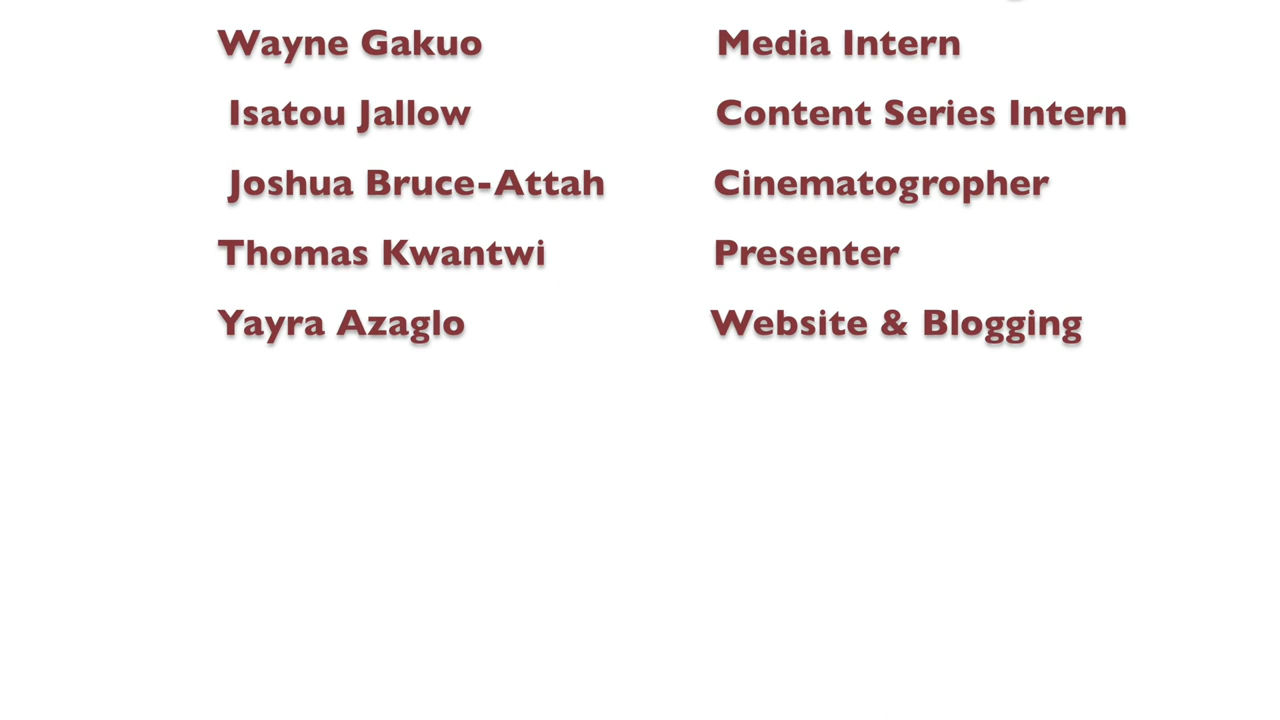 Wayne Gakuo Media Intern
Isatou Jallow Content Series Intern
Joshua Bruce-Attah Cinematogropher
Thomas Kwantwi Presenter
Yayra Azaglo Website & Blogging